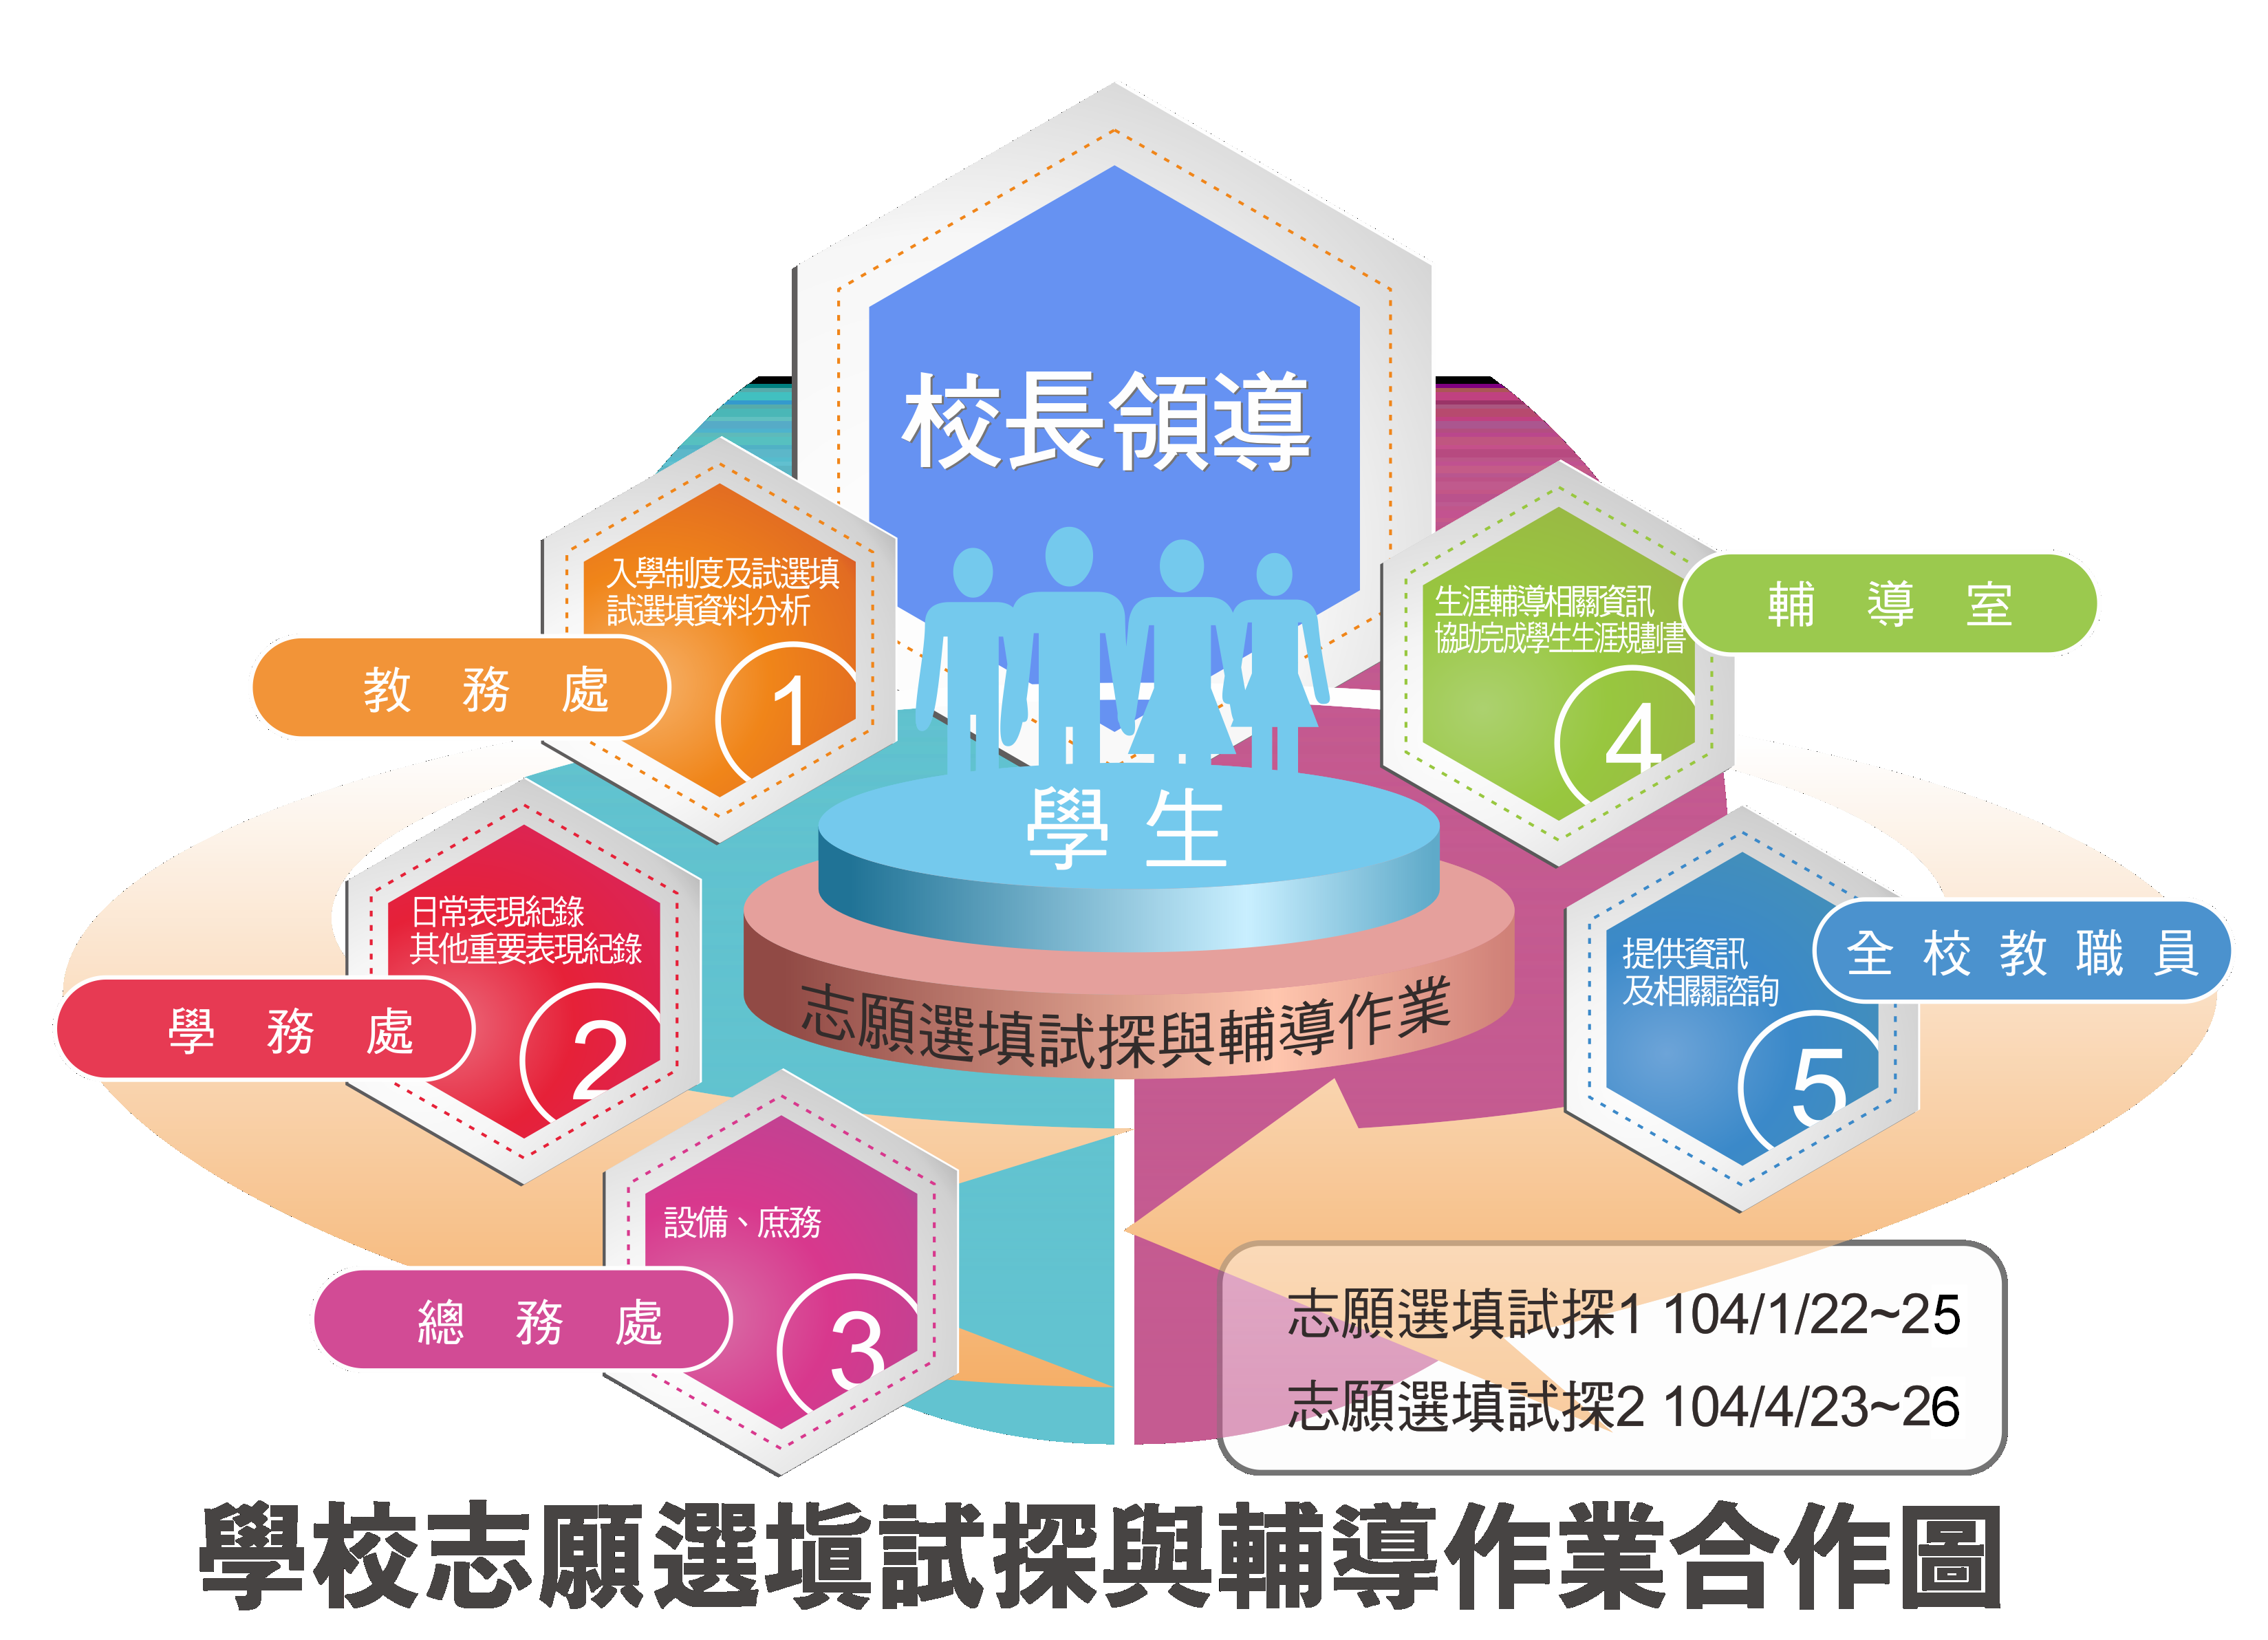 校長領導
入學制度及試選填
試選填資料分析
1
教務處
生涯輔導相關資訊
協助完成學生生涯規劃書
4
輔導室
學生
志願選填試探與輔導作業
日常表現紀錄
其他重要表現紀錄
2
學務處
提供資訊
及相關諮詢
5
全校教職員
設備、庶務
3
總務處
志願選填試探1 104/1/22~25
志願選填試探2 104/4/23~26
學校志願選填試探與輔導作業合作圖